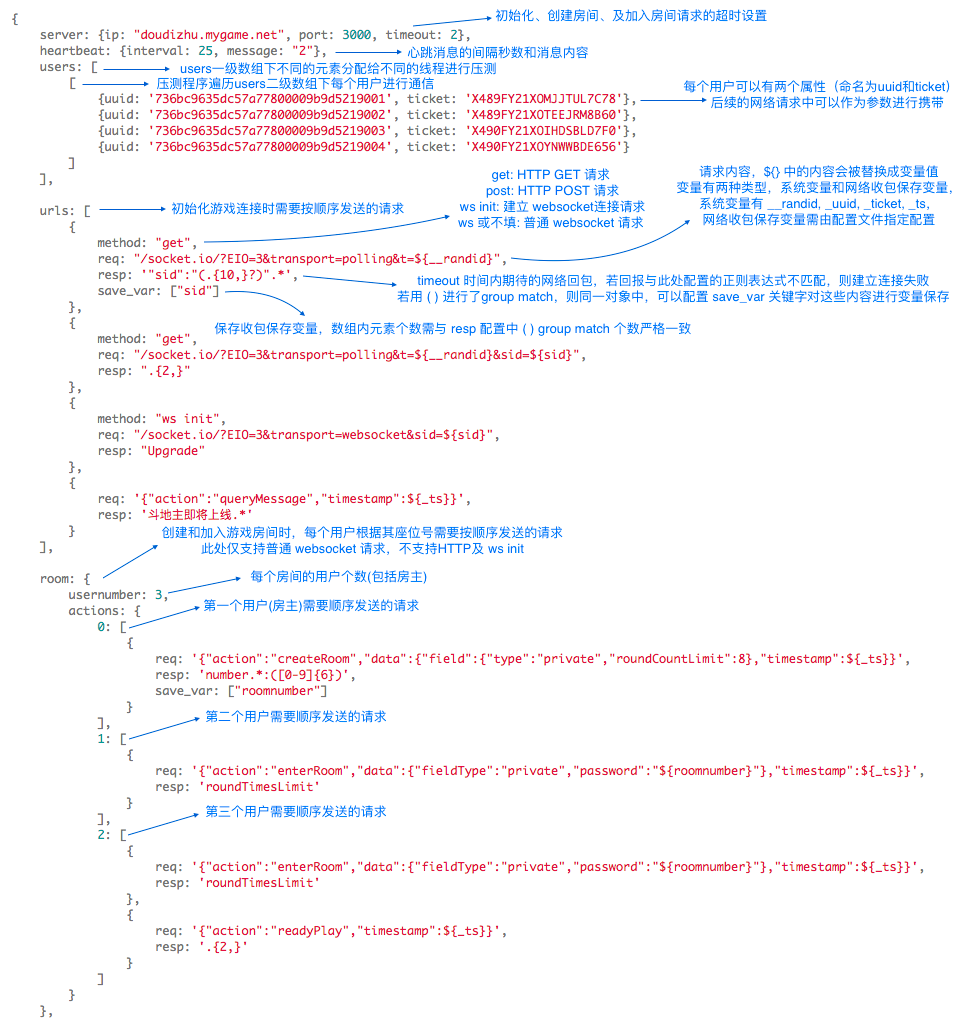 {
server: {ip: "doudizhu.mygame.net", port: 3000, timeout: 2}, 初始化、创建房间、及加入房间请求的超时设置
heartbeat: {interval: 25, message: "2"}, 心跳消息的间隔秒数和消息内容
users: [ users一级数组下不同的元素分配给不同的线程进行压测
[ 压测程序遍历users二级数组下每个用户进行通信
{uuid: '736bc9635dc57a77800009b9d5219001', ticket: 'X489FYZ1XOMJJTUL7C78'}, 每个用户可以有两个属性（命名为uuid和ticket）
{uuid: '736bc9635dc57a77800009b9d5219002', ticket: 'X489FYZ1XOTEEJRM8B60'}, 后续的网络请求中可以作为参数进行携带
{uuid: '736bc9635dc57a77800009b9d5219003', ticket: 'X490FYZ1XOIHDSBLD7F0'},
{uuid: '736bc9635dc57a77800009b9d5219004', ticket: 'X490FYZ1XOYNWWBDE656'}
]
],
get: HTTP GET 请求
post: HTTP POST 请求
ws init: 建立 websocket连接请求
ws 或不填: 普通 websocket 请求
请求内容，${} 中的内容会被替换成变量值
变量有两种类型，系统变量和网络收包保存变量,
系统变量有 __randid, _uuid, _ticket, _ts,
网络收包保存变量需由配置文件指定配置
urls: [ 初始化游戏连接时需要按顺序发送的请求
{
method: "get",
req: "/socket.io/?EIO=3&transport=polling&t=${__randid}",
resp: '"sid":"(.{10,}?)".*', timeout 时间内期待的网络回包，若回报与此处配置的正则表达式不匹配，则建立连接失败
save_var: ["sid"] 若用 ( ) 进行了group match，则同一对象中，可以配置 save_var 关键字对这些内容进行变量保存
},
保存收包保存变量，数组内元素个数需与 resp 配置中 ( ) group match 个数严格一致
{
method: "get",
req: "/socket.io/?EIO=3&transport=polling&t=${__randid}&sid=${sid}",
resp: ".{2,}"
},
{
method: "ws init",
req: "/socket.io/?EIO=3&transport=websocket&sid=${sid}",
resp: "Upgrade"
},
{
req: '{"action":"queryMessage","timestamp":${_ts}}',
resp: '斗地主即将上线.*'
}
创建和加入游戏房间时，每个用户根据其座位号需要按顺序发送的请求
], 此处仅支持普通 websocket 请求，不支持HTTP及 ws init
room: {
usernumber: 3, 每个房间的用户个数(包括房主)
actions: {
0: [ 第一个用户(房主)需要顺序发送的请求
{
req: '{"action":"createRoom","data":{"field":{"type":"private","roundCountLimit":8},"timestamp":${_ts}}',
resp: 'number.*:([0-9]{6})',
save_var: ["roomnumber"]
}
], 第二个用户需要顺序发送的请求
1: [
{
req: '{"action":"enterRoom","data":{"fieldType":"private","password":"${roomnumber}"},"timestamp":${_ts}}',
resp: 'roundTimesLimit'
}
], 第三个用户需要顺序发送的请求
2: [
{
req: '{"action":"enterRoom","data":{"fieldType":"private","password":"${roomnumber}"},"timestamp":${_ts}}',
resp: 'roundTimesLimit'
},
{
req: '{"action":"readyPlay","timestamp":${_ts}}',
resp: '.{2,}'
}
]
}
},